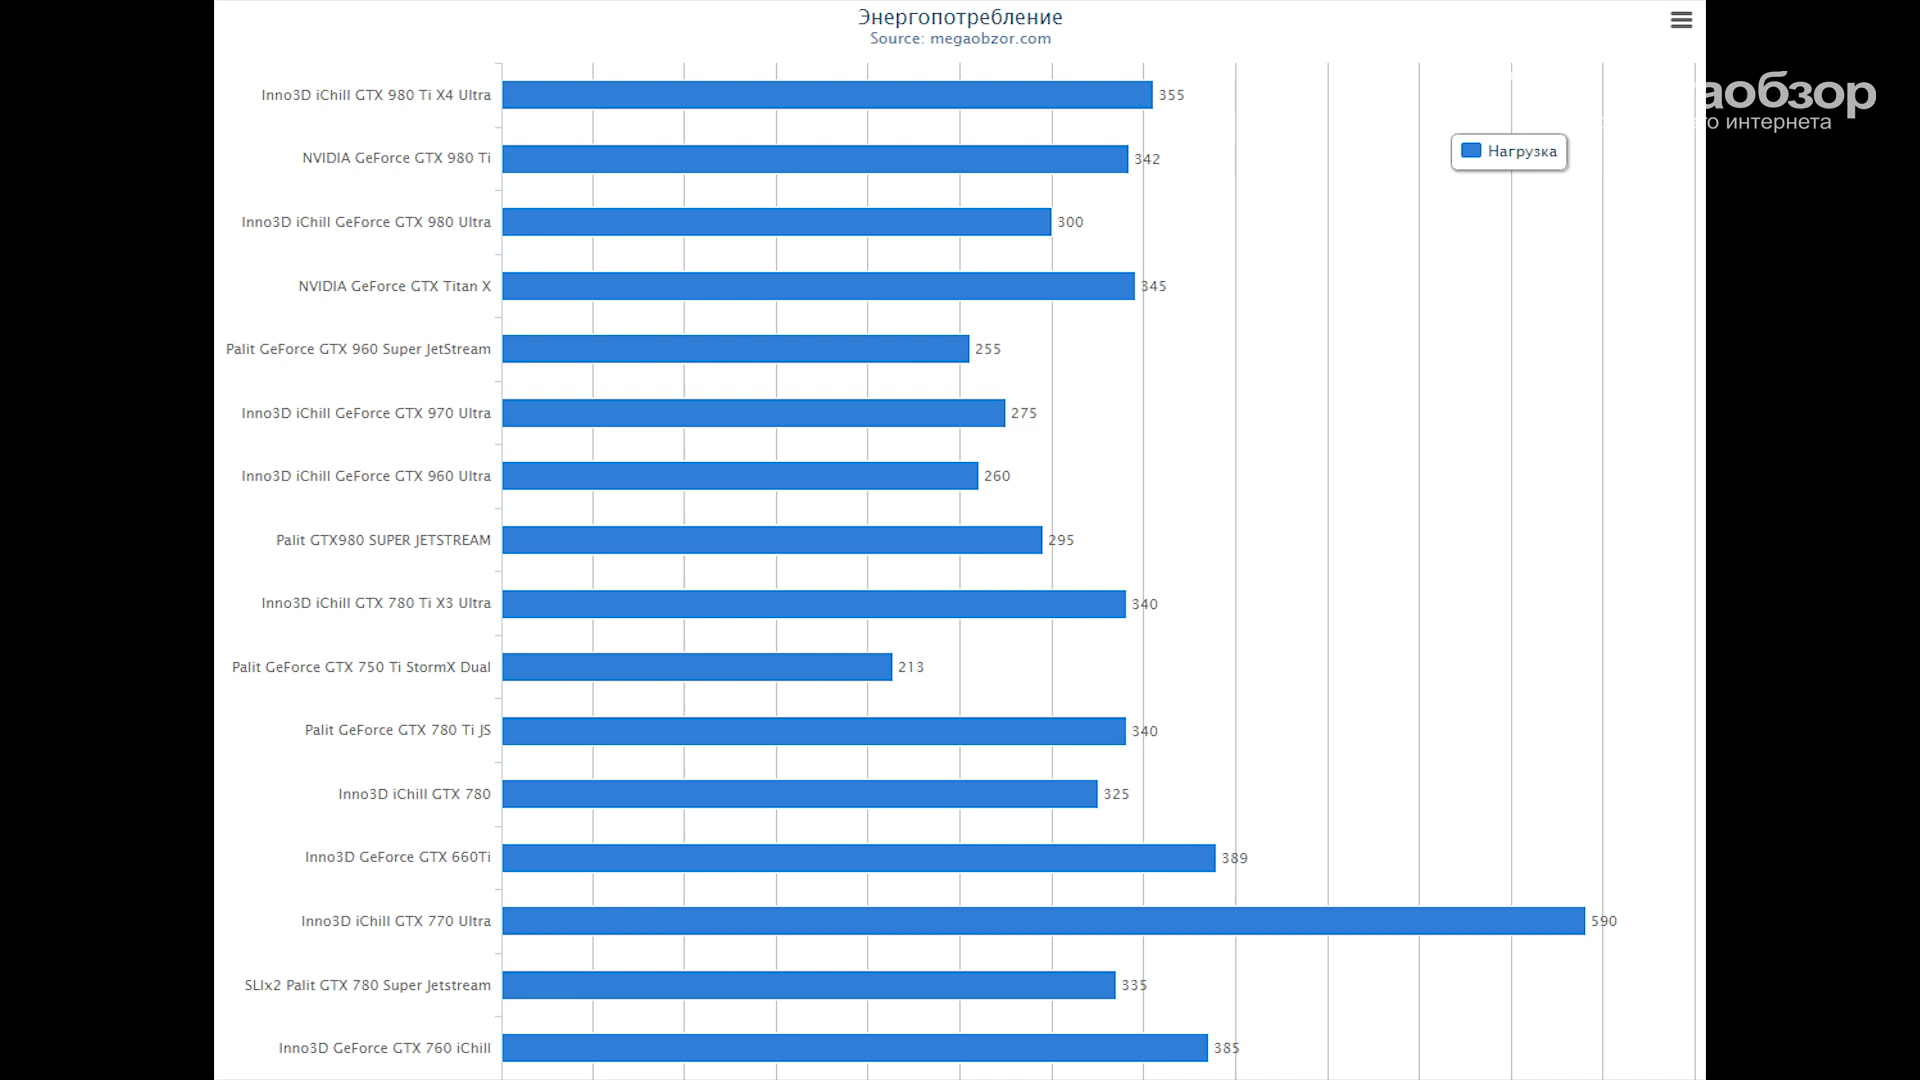 Энергопотребление
Source: megaobzor.com
аобзор
го интернета
Нагрузка
Inno3D iChill GTX 980 Ti X4 Ultra 355
NVIDIA GeForce GTX 980 Ti 342
Inno3D iChill GeForce GTX 980 Ultra 300
NVIDIA GeForce GTX Titan X 345
Palit GeForce GTX 960 Super JetStream 255
Inno3D iChill GeForce GTX 970 Ultra 275
Inno3D iChill GeForce GTX 960 Ultra 260
Palit GTX980 SUPER JETSTREAM 295
Inno3D iChill GTX 780 Ti X3 Ultra 340
Palit GeForce GTX 750 Ti StormX Dual 213
Palit GeForce GTX 780 Ti JS 340
Inno3D iChill GTX 780 325
Inno3D GeForce GTX 660Ti 389
Inno3D iChill GTX 770 Ultra 590
SLIx2 Palit GTX 780 Super Jetstream 335
Inno3D GeForce GTX 760 iChill 385